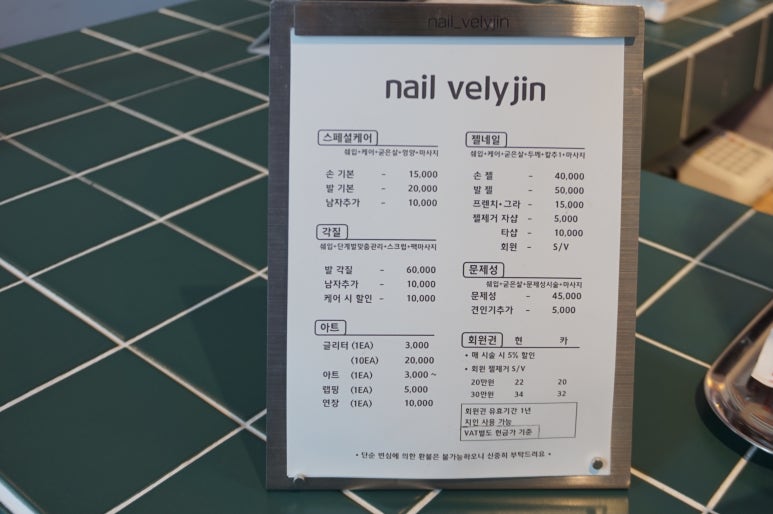 nail_velyjin
nail velyjin
스페셜케어
쉐입+케어+굳은살+영양+마사지
손 기본 - 15,000
발 기본 - 20,000
남자추가 - 10,000
각질
쉐입+단계별맞춤관리+스크럽+팩마사지
발 각질 - 60,000
남자추가 - 10,000
케어 시 할인 - 10,000
아트
글리터 (1EA) 3,000
(10EA) 20,000
아트 (1EA) 3,000 ~
랩핑 (1EA) 5,000
연장 (1EA) 10,000
젤네일
쉐입+케어+굳은살+두께+칼추1+마사지
손 젤 - 40,000
발 젤 - 50,000
프렌치•그라 - 15,000
젤제거 자샵 - 5,000
타샵 - 10,000
회원 - S/V
문제성
쉐입+굳은살+문제성시술+마사지
문제성 - 45,000
견인기추가 - 5,000
회원권 현 카
• 매 시술 시 5% 할인
• 회원 젤제거 S/V
20만원 22 20
30만원 34 32
회원권 유효기간 1년
지인 사용 가능
VAT별도 현금가 기준
• 단순 변심에 의한 환불은 불가능하오니 신중히 부탁드려요 •